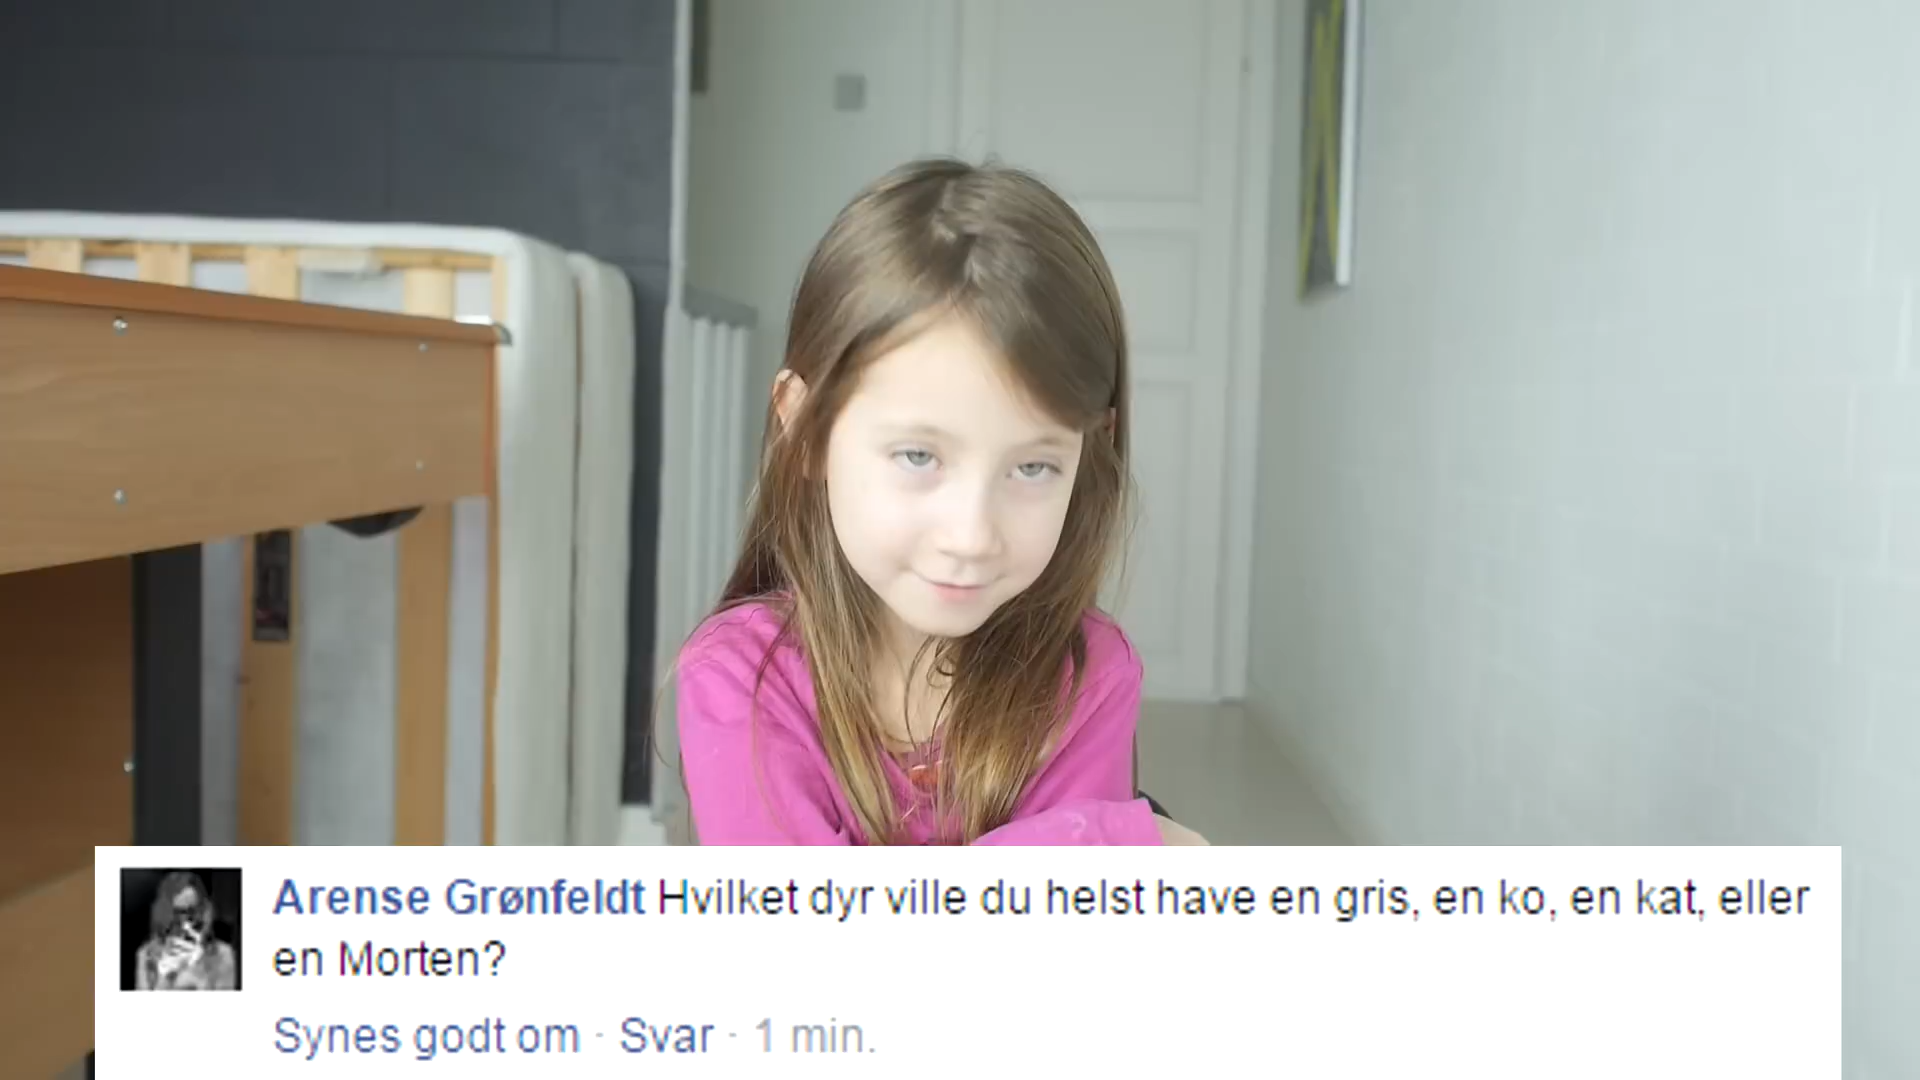 Arense Grønfeldt Hvilket dyr ville du helst have en gris, en ko, en kat, eller
en Morten?
Synes godt om · Svar · 1 min.